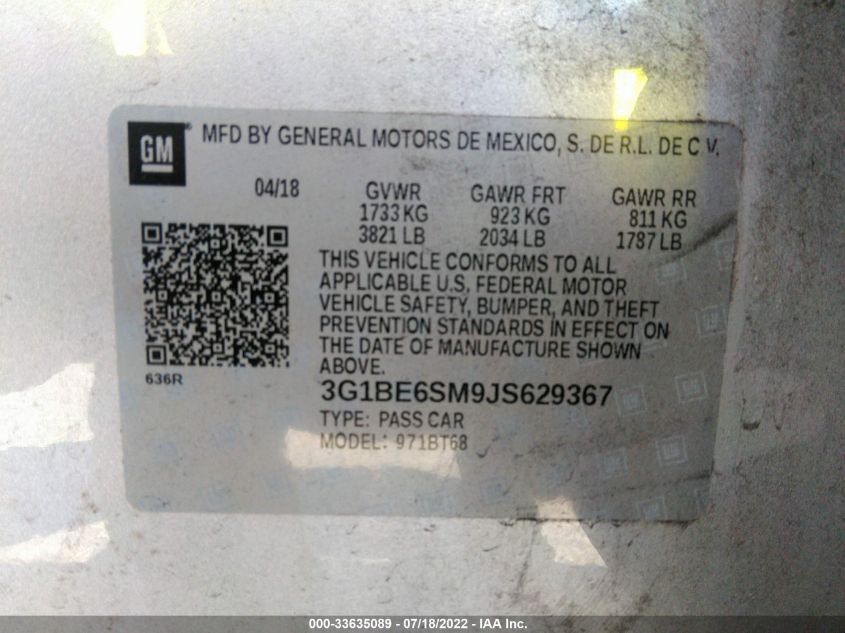 GM
® MFD BY GENERAL MOTORS DE MEXICO, S. DE R.L. DE C.V.
04/18 GVWR GAWR FRT GAWR RR
1733 KG 923 KG 811 KG
3821 LB 2034 LB 1787 LB
THIS VEHICLE CONFORMS TO ALL
APPLICABLE U.S. FEDERAL MOTOR
VEHICLE SAFETY, BUMPER, AND THEFT
PREVENTION STANDARDS IN EFFECT ON
THE DATE OF MANUFACTURE SHOWN
ABOVE.
636R
3G1BE6SM9JS629367
TYPE: PASS CAR
MODEL: 971BT68
000-33635089 - 07/18/2022 - IAA Inc.